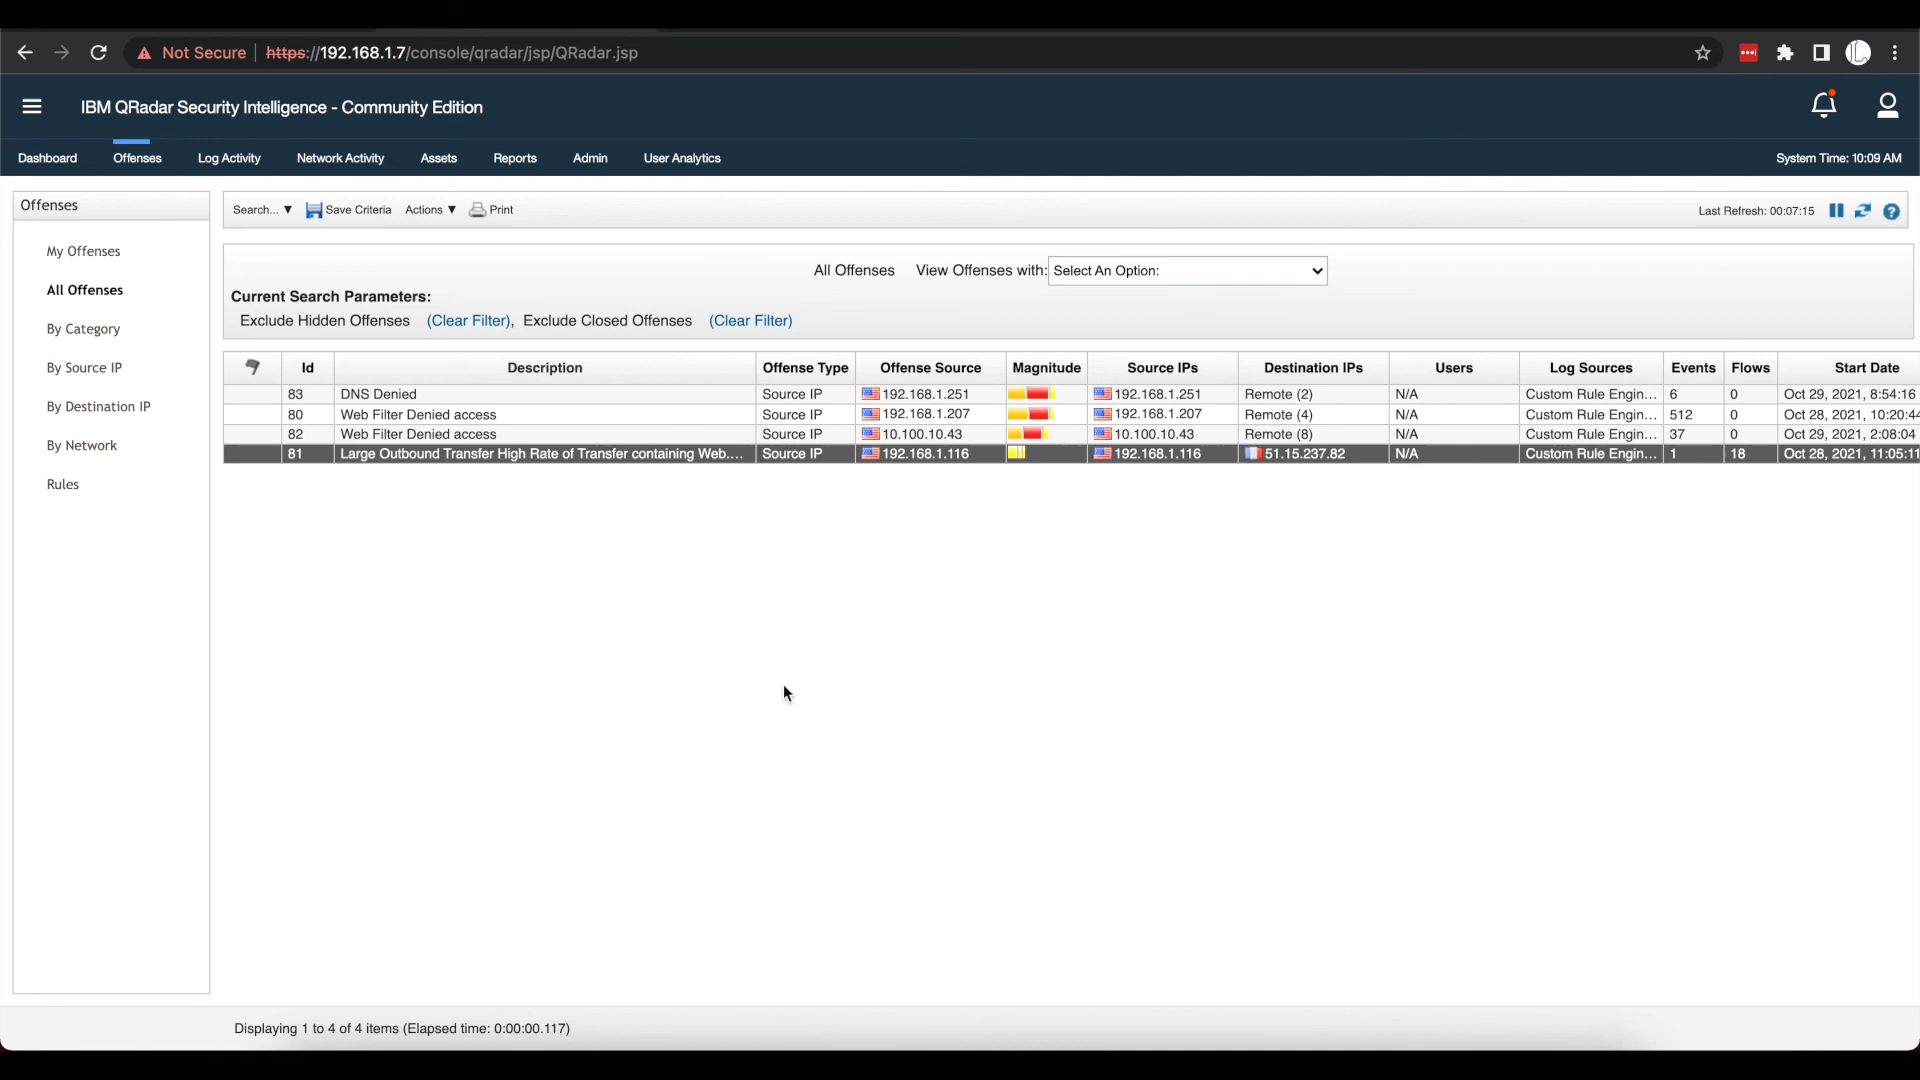 Not Secure https://192.168.1.7/console/qradar/jsp/QRadar.jsp
IBM QRadar Security Intelligence - Community Edition
Dashboard Offenses Log Activity Network Activity Assets Reports Admin User Analytics System Time: 10:09 AM
Offenses
My Offenses
All Offenses
By Category
By Source IP
By Destination IP
By Network
Rules
Search... ▼ Save Criteria Actions ▼ Print Last Refresh: 00:07:15
All Offenses View Offenses with: Select An Option:
Current Search Parameters:
Exclude Hidden Offenses (Clear Filter), Exclude Closed Offenses (Clear Filter)
Id Description Offense Type Offense Source Magnitude Source IPs Destination IPs Users Log Sources Events Flows Start Date
83 DNS Denied Source IP 192.168.1.251 192.168.1.251 Remote (2) N/A Custom Rule Engin... 6 0 Oct 29, 2021, 8:54:16
80 Web Filter Denied access Source IP 192.168.1.207 192.168.1.207 Remote (4) N/A Custom Rule Engin... 512 0 Oct 28, 2021, 10:20:44
82 Web Filter Denied access Source IP 10.100.10.43 10.100.10.43 Remote (8) N/A Custom Rule Engin... 37 0 Oct 29, 2021, 2:08:04
81 Large Outbound Transfer High Rate of Transfer containing Web.... Source IP 192.168.1.116 192.168.1.116 51.15.237.82 N/A Custom Rule Engin... 1 18 Oct 28, 2021, 11:05:11
Displaying 1 to 4 of 4 items (Elapsed time: 0:00:00.117)